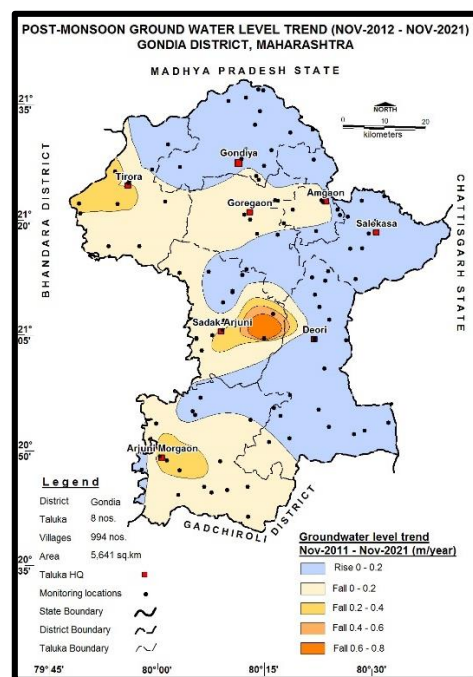 POST-MONSOON GROUND WATER LEVEL TREND (NOV-2012 - NOV-2021)
GONDIA DISTRICT, MAHARASHTRA
MADHYA PRADESH STATE
21°
35'
NORTH
10 0 10 20
kilometers
Gondiya
Tirora
Amgaon
Goregaon
Salekasa
BHANDARA DISTRICT
CHATTISGARH STATE
21°
20'
21°
05'
Sadak-Arjuni
Deori
20°
50'
Arjuni Morgaon
GADCHIROLI DISTRICT
Legend
District Gondia
Taluka 8 nos.
Villages 994 nos.
Area 5,641 sq.km
Taluka HQ
Monitoring locations
State Boundary
District Boundary
Taluka Boundary
Groundwater level trend
Nov-2011 - Nov-2021 (m/year)
Rise 0 - 0.2
Fall 0 - 0.2
Fall 0.2 - 0.4
Fall 0.4 - 0.6
Fall 0.6 - 0.8
20°
35'
79° 45' 80°00' 80°15' 80°30'